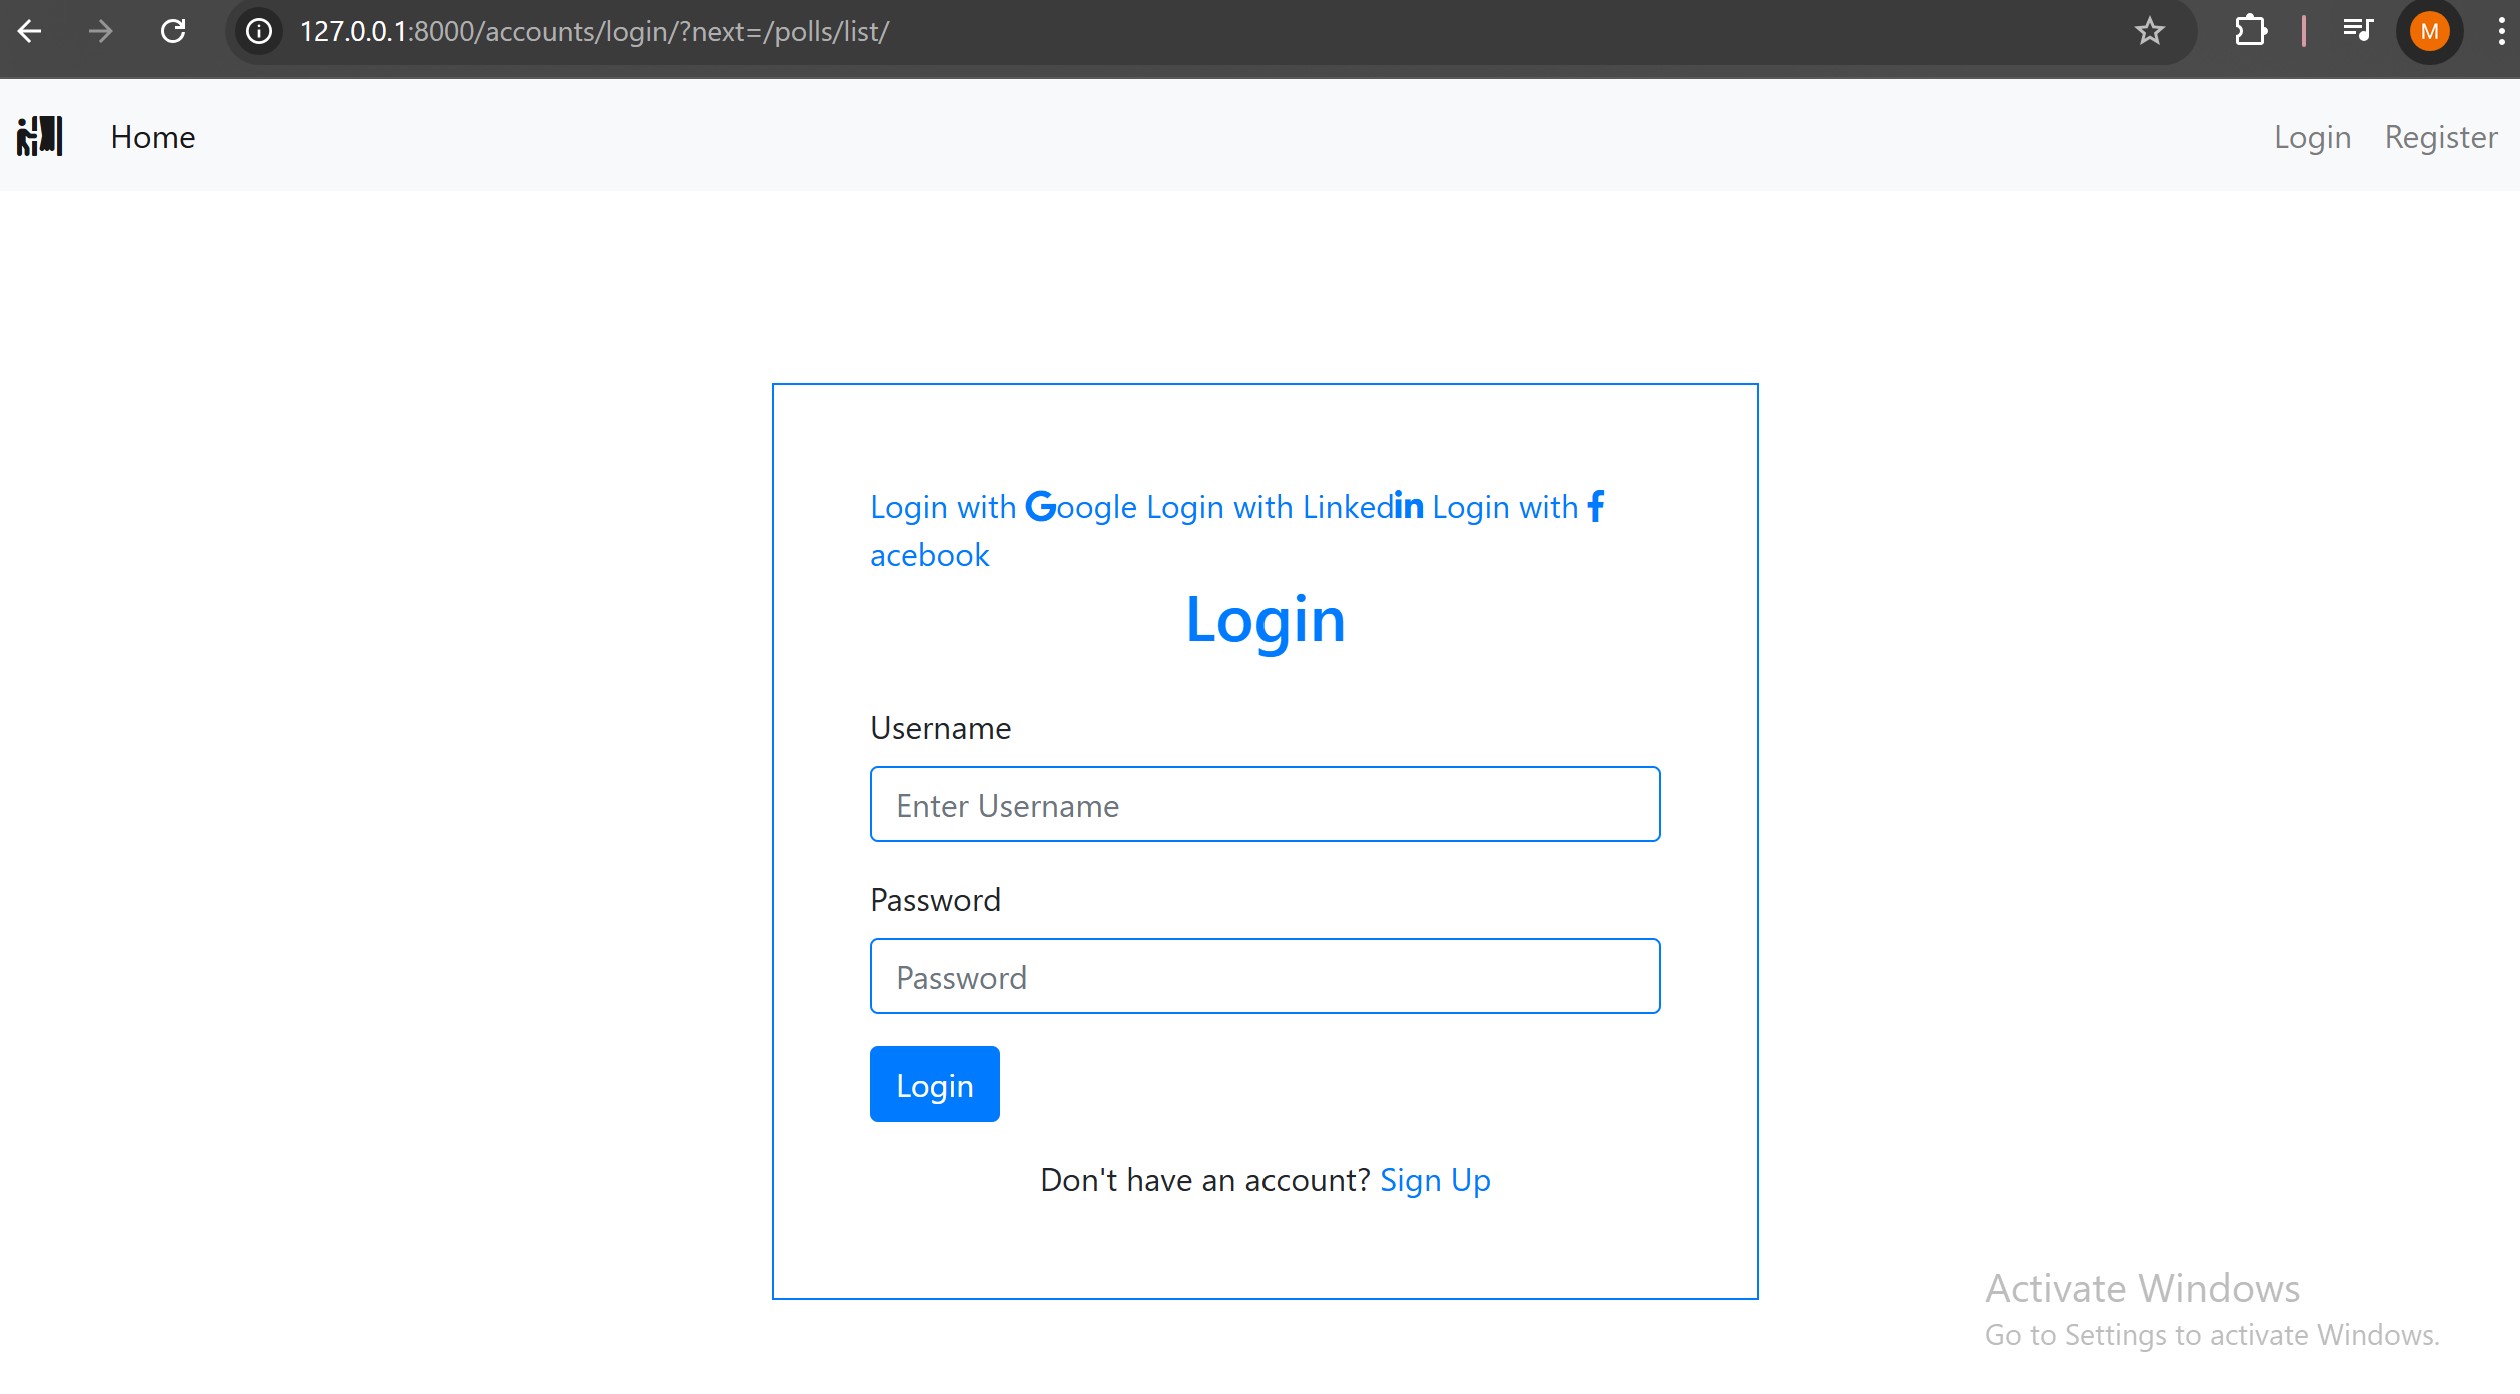 127.0.0.1:8000/accounts/login/?next=/polls/list/
M
Home
Login Register
Login with Google Login with Linkedin Login with f
acebook
Login
Username
Enter Username
Password
Password
Login
Don't have an account? Sign Up
Activate Windows
Go to Settings to activate Windows.